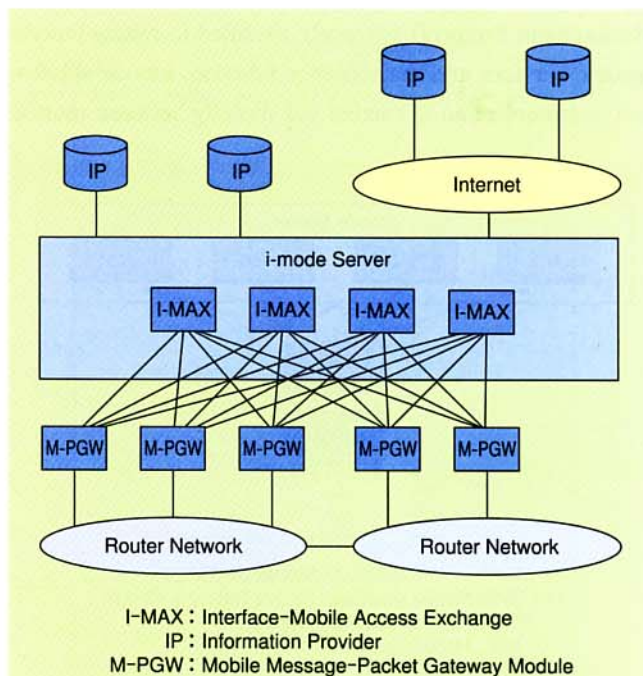 IP IP
IP IP
Internet
i-mode Server
I-MAX I-MAX I-MAX I-MAX
M-PGW M-PGW M-PGW M-PGW M-PGW
Router Network Router Network
I-MAX : Interface-Mobile Access Exchange
IP : Information Provider
M-PGW : Mobile Message-Packet Gateway Module